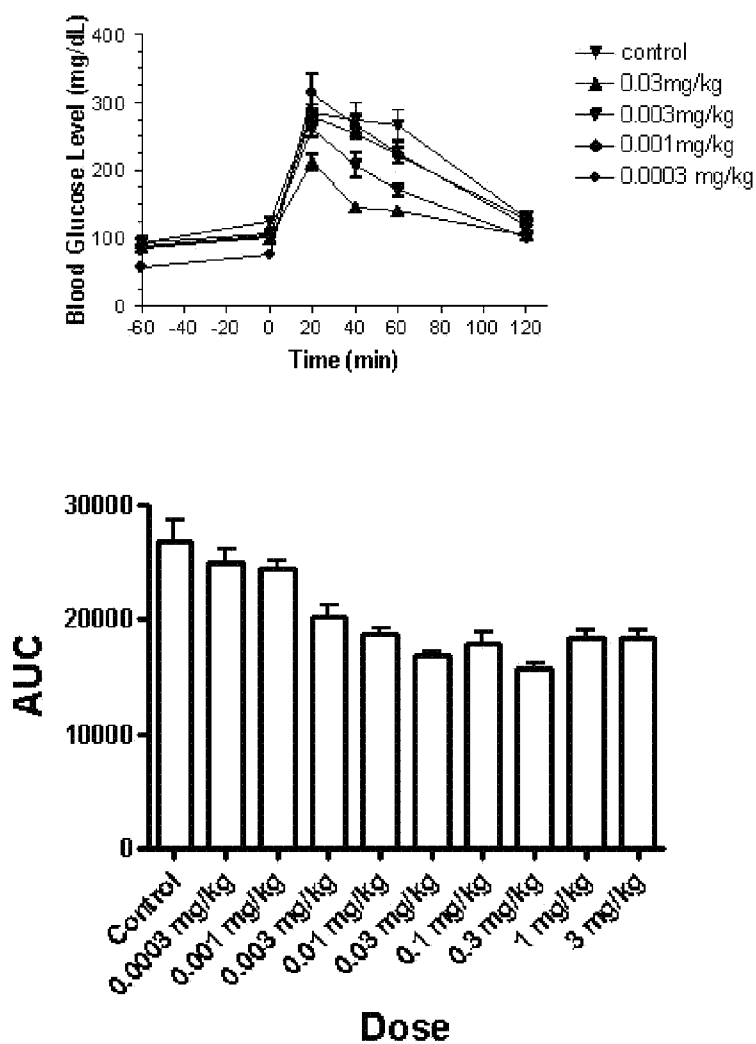 400
300
200
100
0
Blood Glucose Level (mg/dL)
-60 -40 -20 0 20 40 60 80 100 120
Time (min)
control
0.03mg/kg
0.003mg/kg
0.001mg/kg
0.0003 mg/kg
30000
20000
10000
0
AUC
Control
0.0003 mg/kg
0.001 mg/kg
0.003 mg/kg
0.01 mg/kg
0.03 mg/kg
0.1 mg/kg
0.3 mg/kg
1 mg/kg
3 mg/kg
Dose